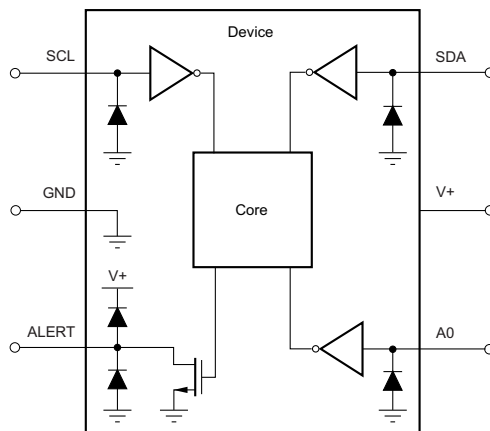 Device
SCL
SDA
GND
Core
V+
V+
ALERT
A0